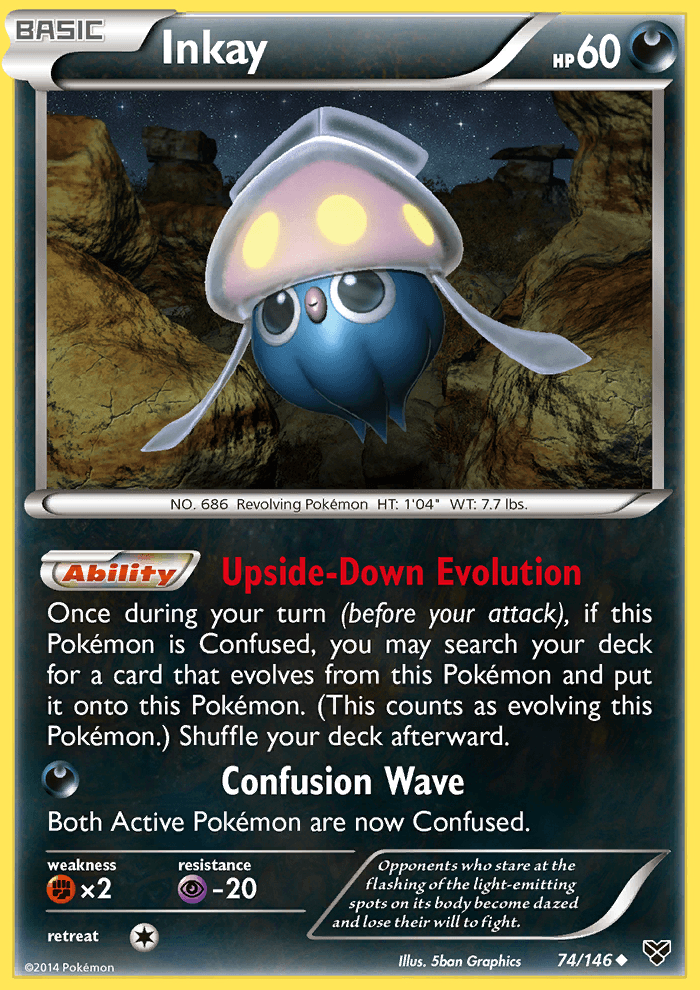 BASIC
Inkay
HP60
NO. 686 Revolving Pokémon HT: 1'04" WT: 7.7 lbs.
Ability Upside-Down Evolution
Once during your turn (before your attack), if this
Pokémon is Confused, you may search your deck
for a card that evolves from this Pokémon and put
it onto this Pokémon. (This counts as evolving this
Pokémon.) Shuffle your deck afterward.
Confusion Wave
Both Active Pokémon are now Confused.
weakness
×2
resistance
-20
retreat
Opponents who stare at the
flashing of the light-emitting
spots on its body become dazed
and lose their will to fight.
©2014 Pokémon
Illus. 5ban Graphics
74/146